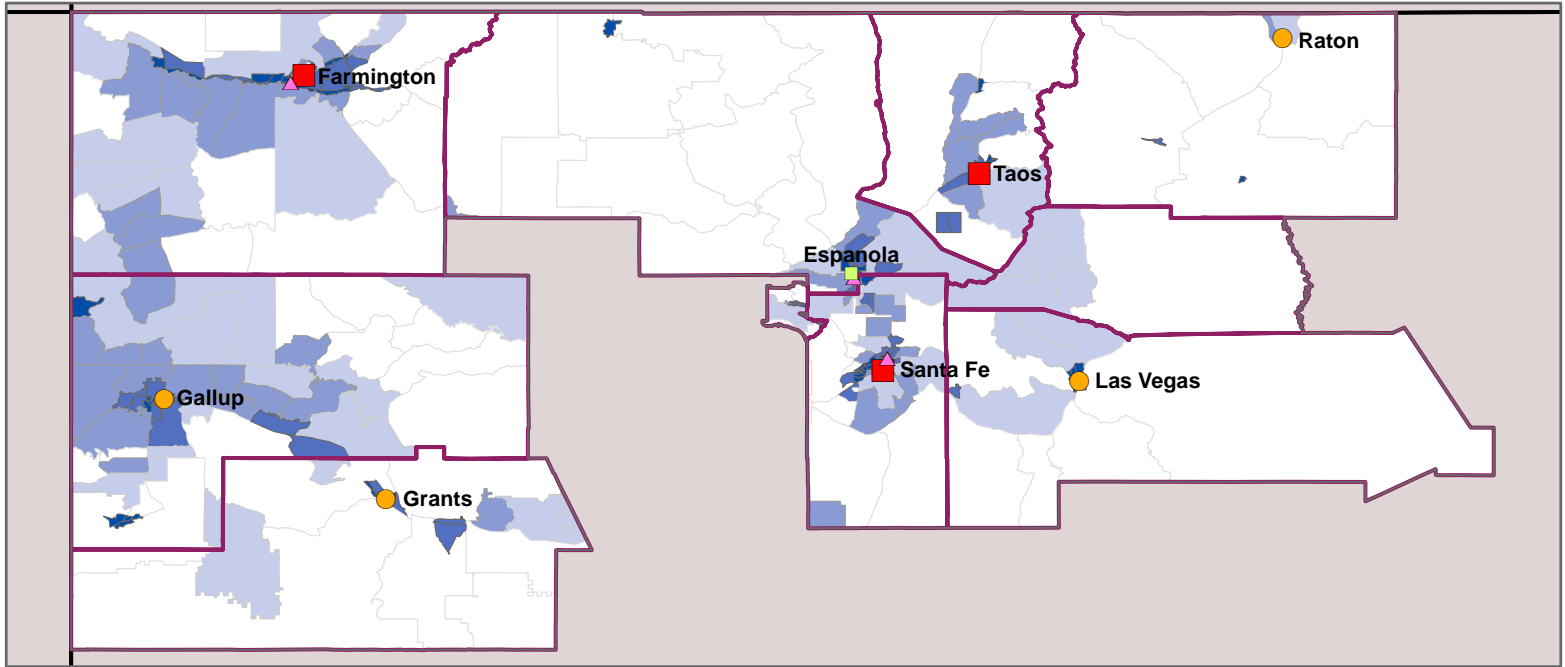 Raton
Farmington
Taos
Espanola
Santa Fe
Las Vegas
Gallup
Grants